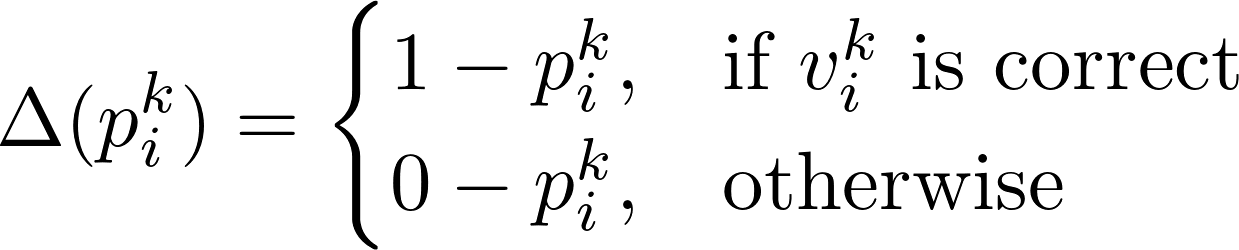 Δ(p_i^k) = { 1 − p_i^k, if v_i^k is correct
0 − p_i^k, otherwise